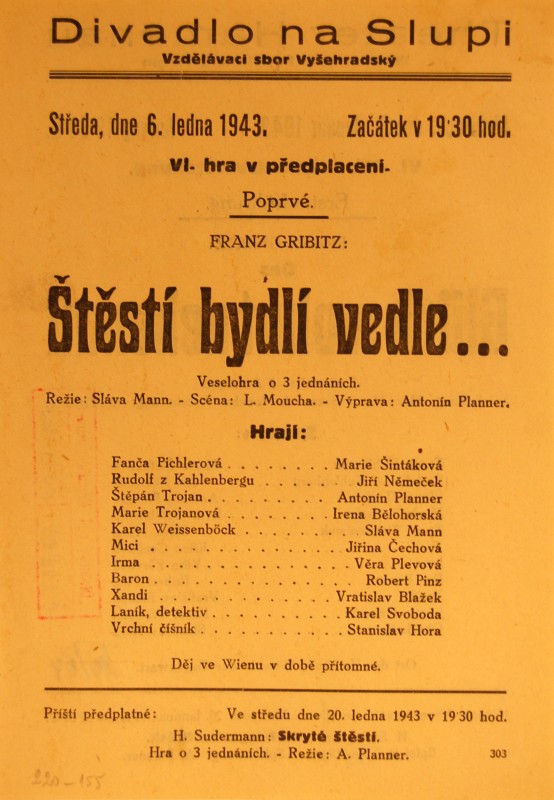 Divadlo na Slupi
Vzdělávací sbor Vyšehradský
Středa, dne 6. ledna 1943. Začátek v 19·30 hod.
VI- hra v předplacení-
Poprvé.
FRANZ GRIBITZ:
Štěstí bydlí vedle...
Veselohra o 3 jednáních.
Režie: Sláva Mann. - Scéna: L. Moucha. - Výprava: Antonín Planner.
Hrají:
Fanča Pichlerová . . . . . . . . Marie Šintáková
Rudolf z Kahlenbergu . . . . . . Jiří Němeček
Štěpán Trojan . . . . . . . . . Antonín Planner
Marie Trojanová . . . . . . . . Irena Bělohorská
Karel Weissenböck . . . . . . . . Sláva Mann
Mici . . . . . . . . . . . . . Jiřina Čechová
Irma . . . . . . . . . . . . . Věra Plevová
Baron . . . . . . . . . . . . . Robert Pinz
Xandi . . . . . . . . . . . Vratislav Blažek
Laník, detektiv . . . . . . . . . Karel Svoboda
Vrchní číšník . . . . . . . . . Stanislav Hora
Děj ve Wienu v době přítomné.
Příští předplatné: Ve středu dne 20. ledna 1943 v 19·30 hod.
H. Sudermann: Skryté štěstí.
Hra o 3 jednáních. - Režie: A. Planner. 303
220-155